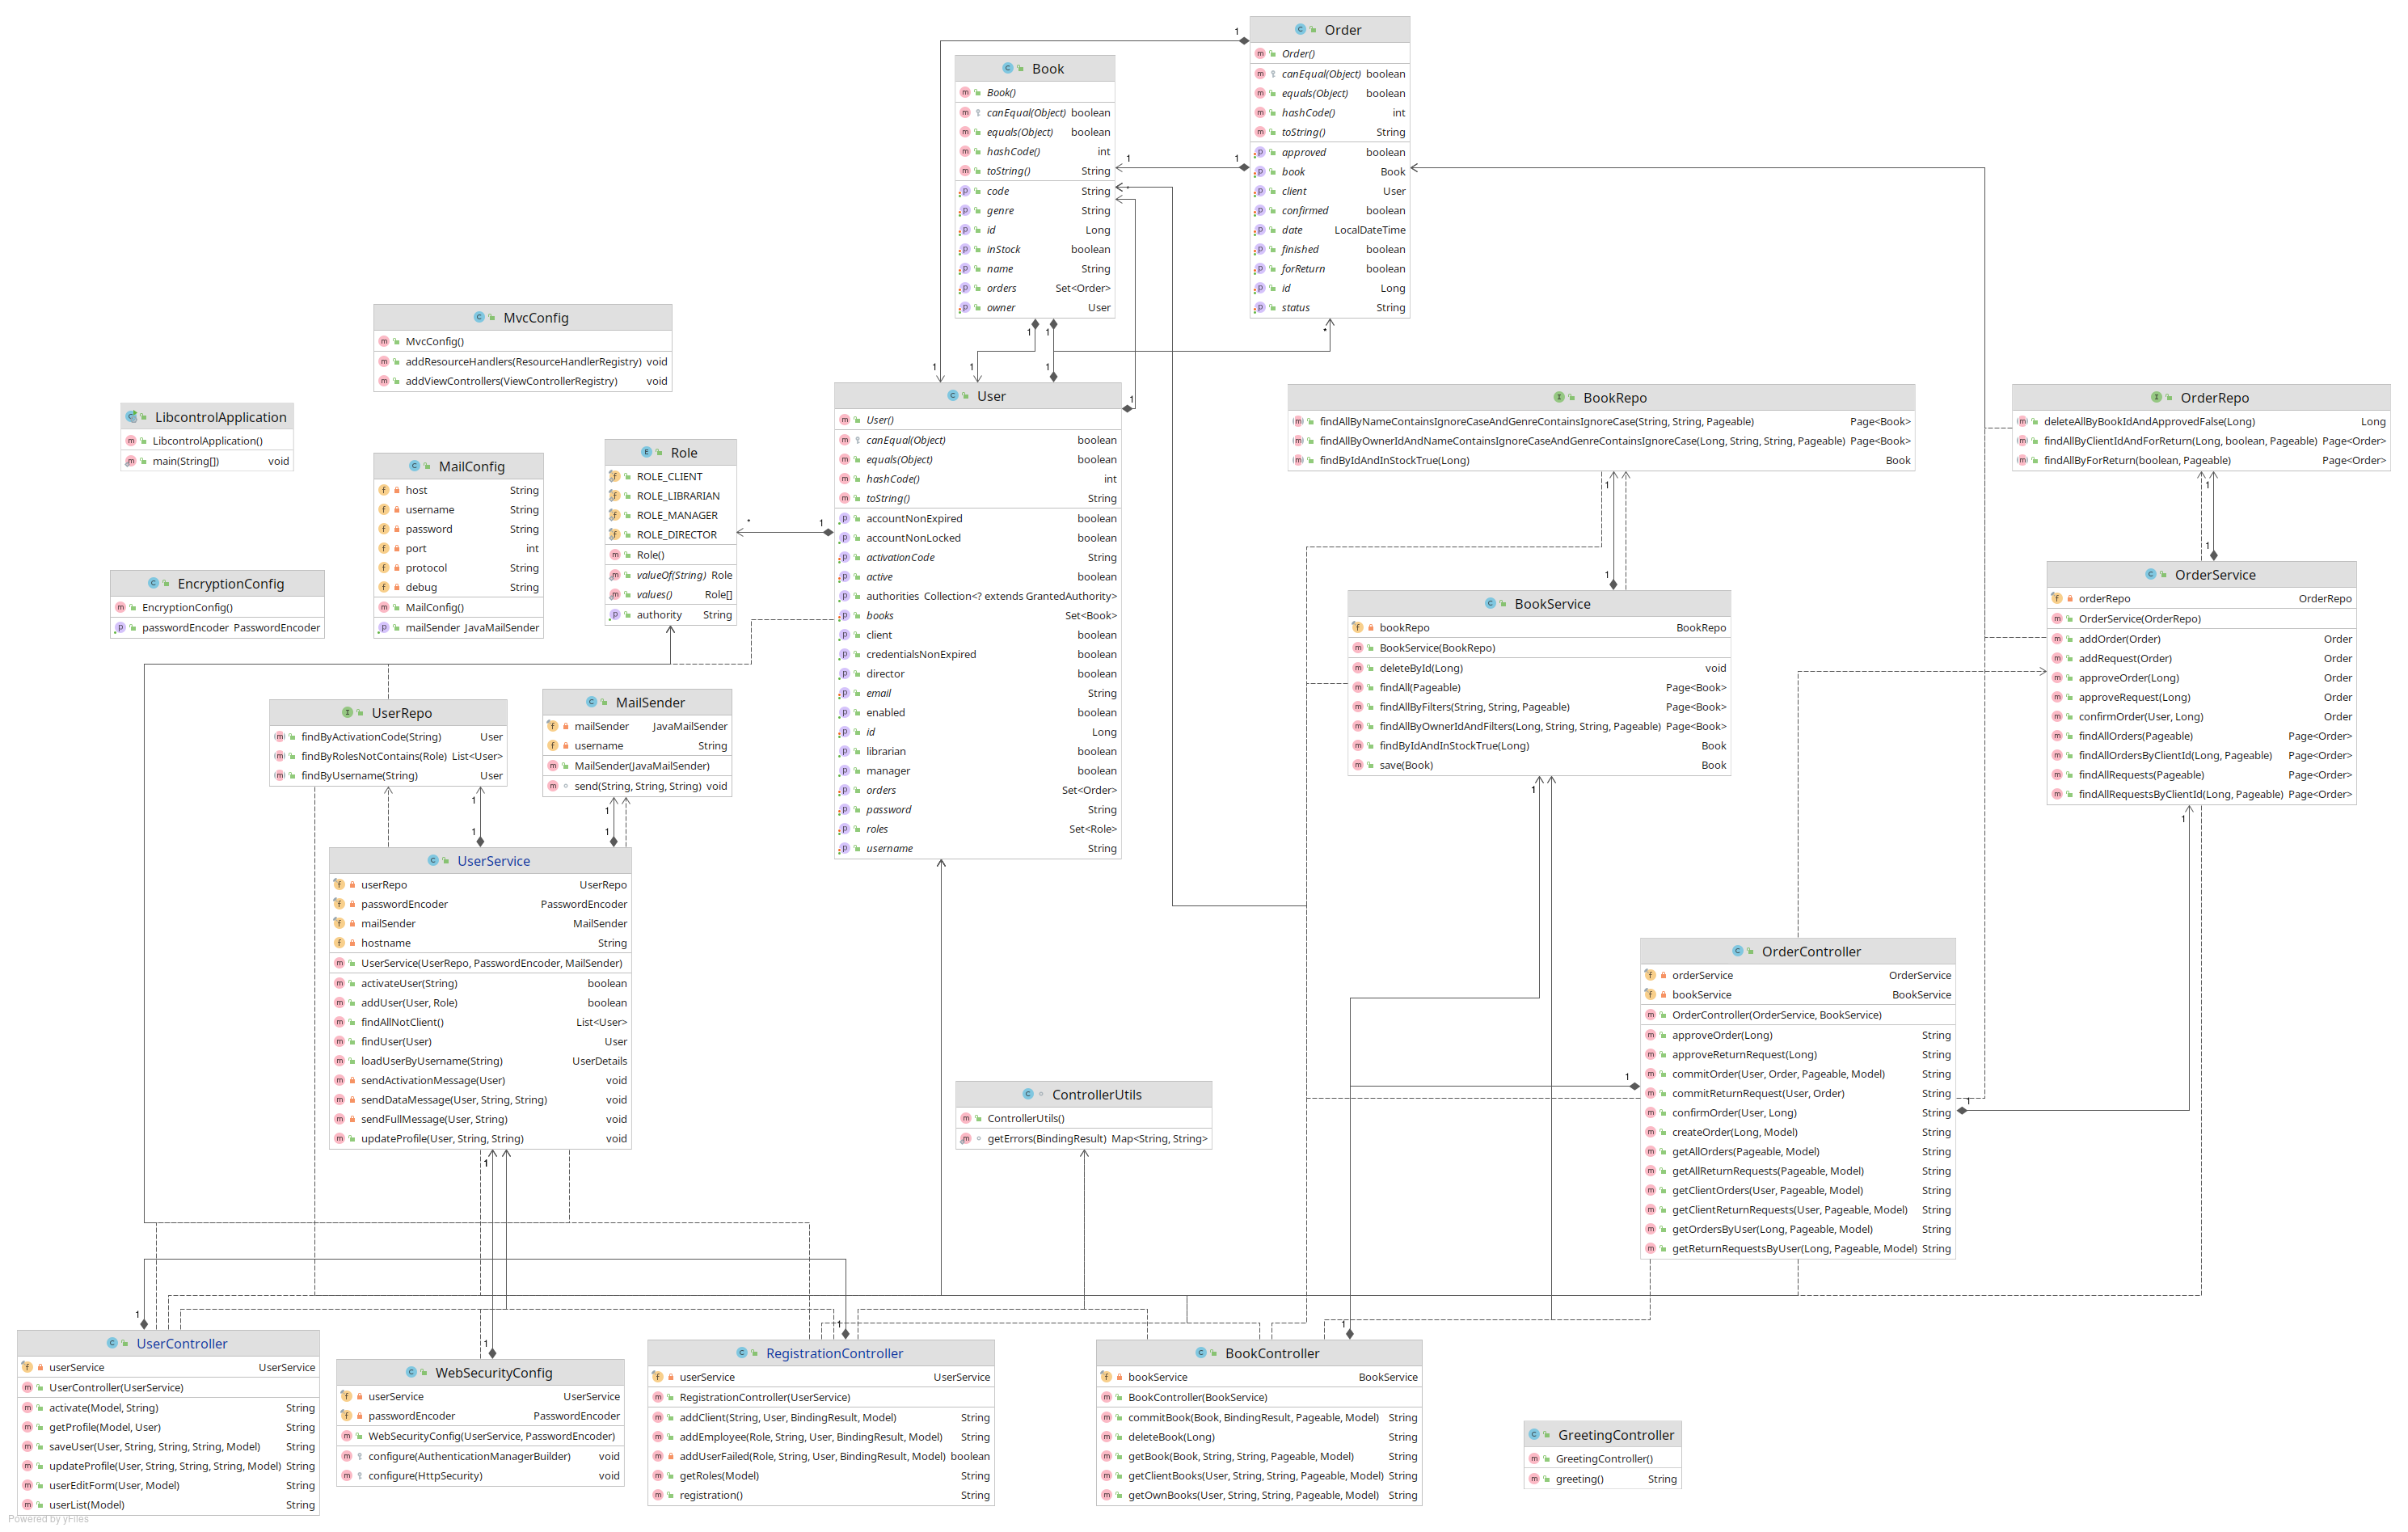 Order
Order()
canEqual(Object) boolean
equals(Object) boolean
hashCode() int
toString() String
approved boolean
book Book
client User
confirmed boolean
date LocalDateTime
finished boolean
forReturn boolean
id Long
status String
Book
Book()
canEqual(Object) boolean
equals(Object) boolean
hashCode() int
toString() String
code String
genre String
id Long
inStock boolean
name String
orders Set<Order>
owner User
MvcConfig
MvcConfig()
addResourceHandlers(ResourceHandlerRegistry) void
addViewControllers(ViewControllerRegistry) void
LibcontrolApplication
LibcontrolApplication()
main(String[]) void
MailConfig
host String
username String
password String
port int
protocol String
debug String
MailConfig()
mailSender JavaMailSender
EncryptionConfig
EncryptionConfig()
passwordEncoder PasswordEncoder
Role
ROLE_CLIENT
ROLE_LIBRARIAN
ROLE_MANAGER
ROLE_DIRECTOR
Role()
valueOf(String) Role
values() Role[]
authority String
User
User()
canEqual(Object) boolean
equals(Object) boolean
hashCode() int
toString() String
accountNonExpired boolean
accountNonLocked boolean
activationCode String
active boolean
authorities Collection<? extends GrantedAuthority>
books Set<Book>
client boolean
credentialsNonExpired boolean
director boolean
email String
enabled boolean
id Long
librarian boolean
manager boolean
orders Set<Order>
password String
roles Set<Role>
username String
BookRepo
findAllByNameContainsIgnoreCaseAndGenreContainsIgnoreCase(String, String, Pageable) Page<Book>
findAllByOwnerIdAndNameContainsIgnoreCaseAndGenreContainsIgnoreCase(Long, String, String, Pageable) Page<Book>
findByIdAndInStockTrue(Long) Book
OrderRepo
deleteAllByBookIdAndApprovedFalse(Long) Long
findAllByClientIdAndForReturn(Long, boolean, Pageable) Page<Order>
findAllByForReturn(boolean, Pageable) Page<Order>
BookService
bookRepo BookRepo
BookService(BookRepo)
deleteById(Long) void
findAll(Pageable) Page<Book>
findAllByFilters(String, String, Pageable) Page<Book>
findAllByOwnerIdAndFilters(Long, String, String, Pageable) Page<Book>
findByIdAndInStockTrue(Long) Book
save(Book) Book
OrderService
orderRepo OrderRepo
OrderService(OrderRepo)
addOrder(Order) Order
addRequest(Order) Order
approveOrder(Long) Order
approveRequest(Long) Order
confirmOrder(User, Long) Order
findAllOrders(Pageable) Page<Order>
findAllOrdersByClientId(Long, Pageable) Page<Order>
findAllRequests(Pageable) Page<Order>
findAllRequestsByClientId(Long, Pageable) Page<Order>
UserRepo
findByActivationCode(String) User
findByRolesNotContains(Role) List<User>
findByUsername(String) User
MailSender
mailSender JavaMailSender
username String
MailSender(JavaMailSender)
send(String, String, String) void
UserService
userRepo UserRepo
passwordEncoder PasswordEncoder
mailSender MailSender
hostname String
UserService(UserRepo, PasswordEncoder, MailSender)
activateUser(String) boolean
addUser(User, Role) boolean
findAllNotClient() List<User>
findUser(User) User
loadUserByUsername(String) UserDetails
sendActivationMessage(User) void
sendDataMessage(User, String, String) void
sendFullMessage(User, String) void
updateProfile(User, String, String) void
OrderController
orderService OrderService
bookService BookService
OrderController(OrderService, BookService)
approveOrder(Long) String
approveReturnRequest(Long) String
commitOrder(User, Order, Pageable, Model) String
commitReturnRequest(User, Order) String
confirmOrder(User, Long) String
createOrder(Long, Model) String
getAllOrders(Pageable, Model) String
getAllReturnRequests(Pageable, Model) String
getClientOrders(User, Pageable, Model) String
getClientReturnRequests(User, Pageable, Model) String
getOrdersByUser(Long, Pageable, Model) String
getReturnRequestsByUser(Long, Pageable, Model) String
ControllerUtils
ControllerUtils()
getErrors(BindingResult) Map<String, String>
UserController
userService UserService
UserController(UserService)
activate(Model, String) String
getProfile(Model, User) String
saveUser(User, String, String, String, Model) String
updateProfile(User, String, String, String, Model) String
userEditForm(User, Model) String
userList(Model) String
WebSecurityConfig
userService UserService
passwordEncoder PasswordEncoder
WebSecurityConfig(UserService, PasswordEncoder)
configure(AuthenticationManagerBuilder) void
configure(HttpSecurity) void
RegistrationController
userService UserService
RegistrationController(UserService)
addClient(String, User, BindingResult, Model) String
addEmployee(Role, String, User, BindingResult, Model) String
addUserFailed(Role, String, User, BindingResult, Model) boolean
getRoles(Model) String
registration() String
BookController
bookService BookService
BookController(BookService)
commitBook(Book, BindingResult, Pageable, Model) String
deleteBook(Long) String
getBook(Book, String, String, Pageable, Model) String
getClientBooks(User, String, String, Pageable, Model) String
getOwnBooks(User, String, String, Pageable, Model) String
GreetingController
GreetingController()
greeting() String
Powered by yFiles